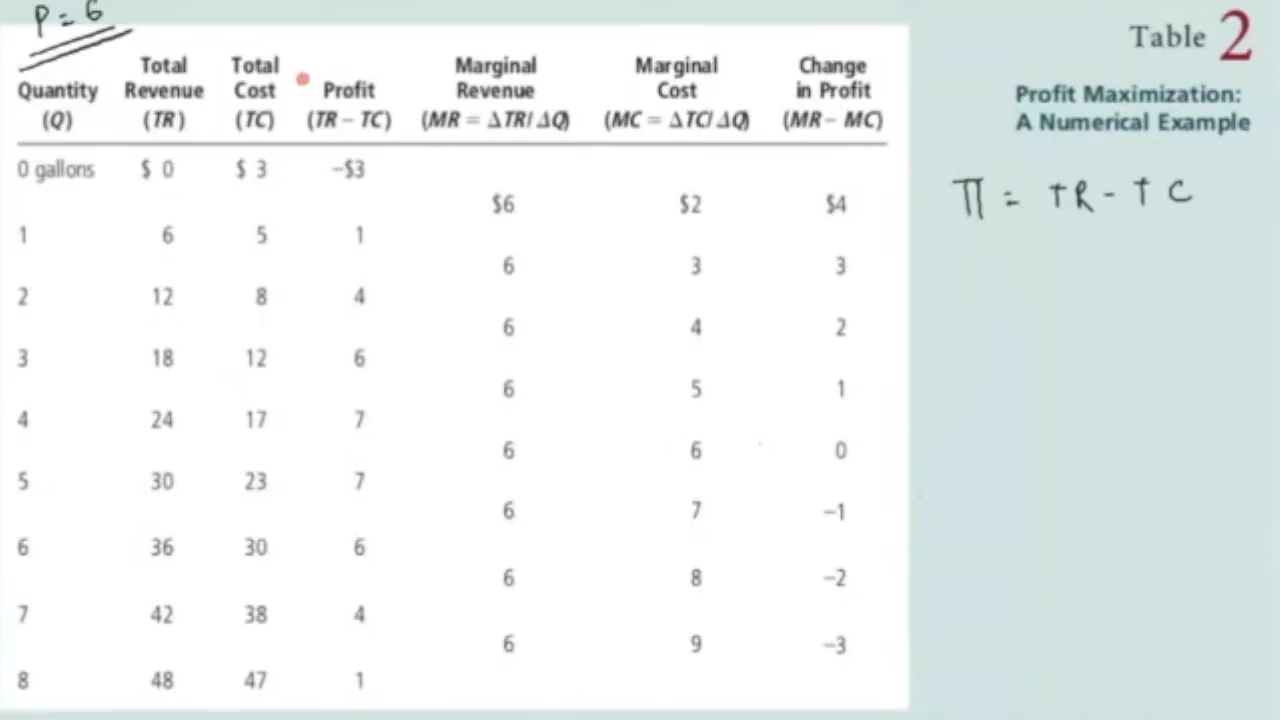 P = 6
Table 2
Profit Maximization:
A Numerical Example
π = TR - TC
Quantity (Q) Total Revenue (TR) Total Cost (TC) Profit (TR – TC) Marginal Revenue (MR = ΔTR/ΔQ) Marginal Cost (MC = ΔTC/ΔQ) Change in Profit (MR – MC)
0 gallons $ 0 $ 3 –$3
$6 $2 $4
1 6 5 1
6 3 3
2 12 8 4
6 4 2
3 18 12 6
6 5 1
4 24 17 7
6 6 0
5 30 23 7
6 7 –1
6 36 30 6
6 8 –2
7 42 38 4
6 9 –3
8 48 47 1